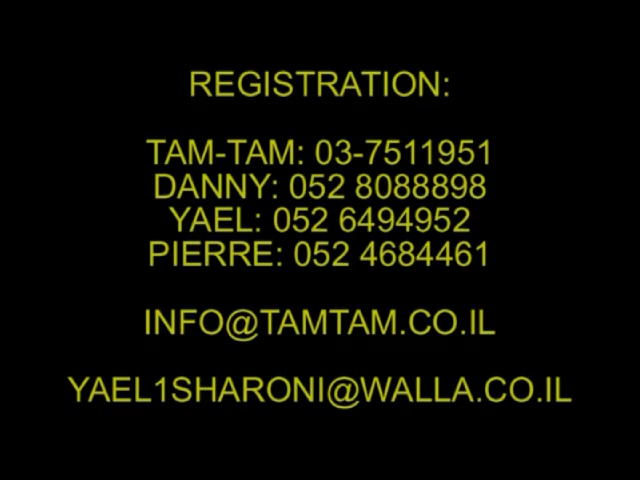 REGISTRATION:
TAM-TAM: 03-7511951
DANNY: 052 8088898
YAEL: 052 6494952
PIERRE: 052 4684461
INFO@TAMTAM.CO.IL
YAEL1SHARONI@WALLA.CO.IL